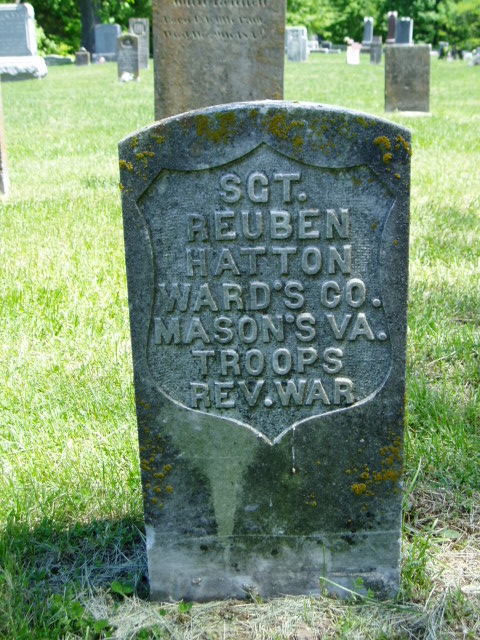 SGT.
REUBEN
HATTON
WARD'S CO.
MASON'S VA.
TROOPS
REV. WAR